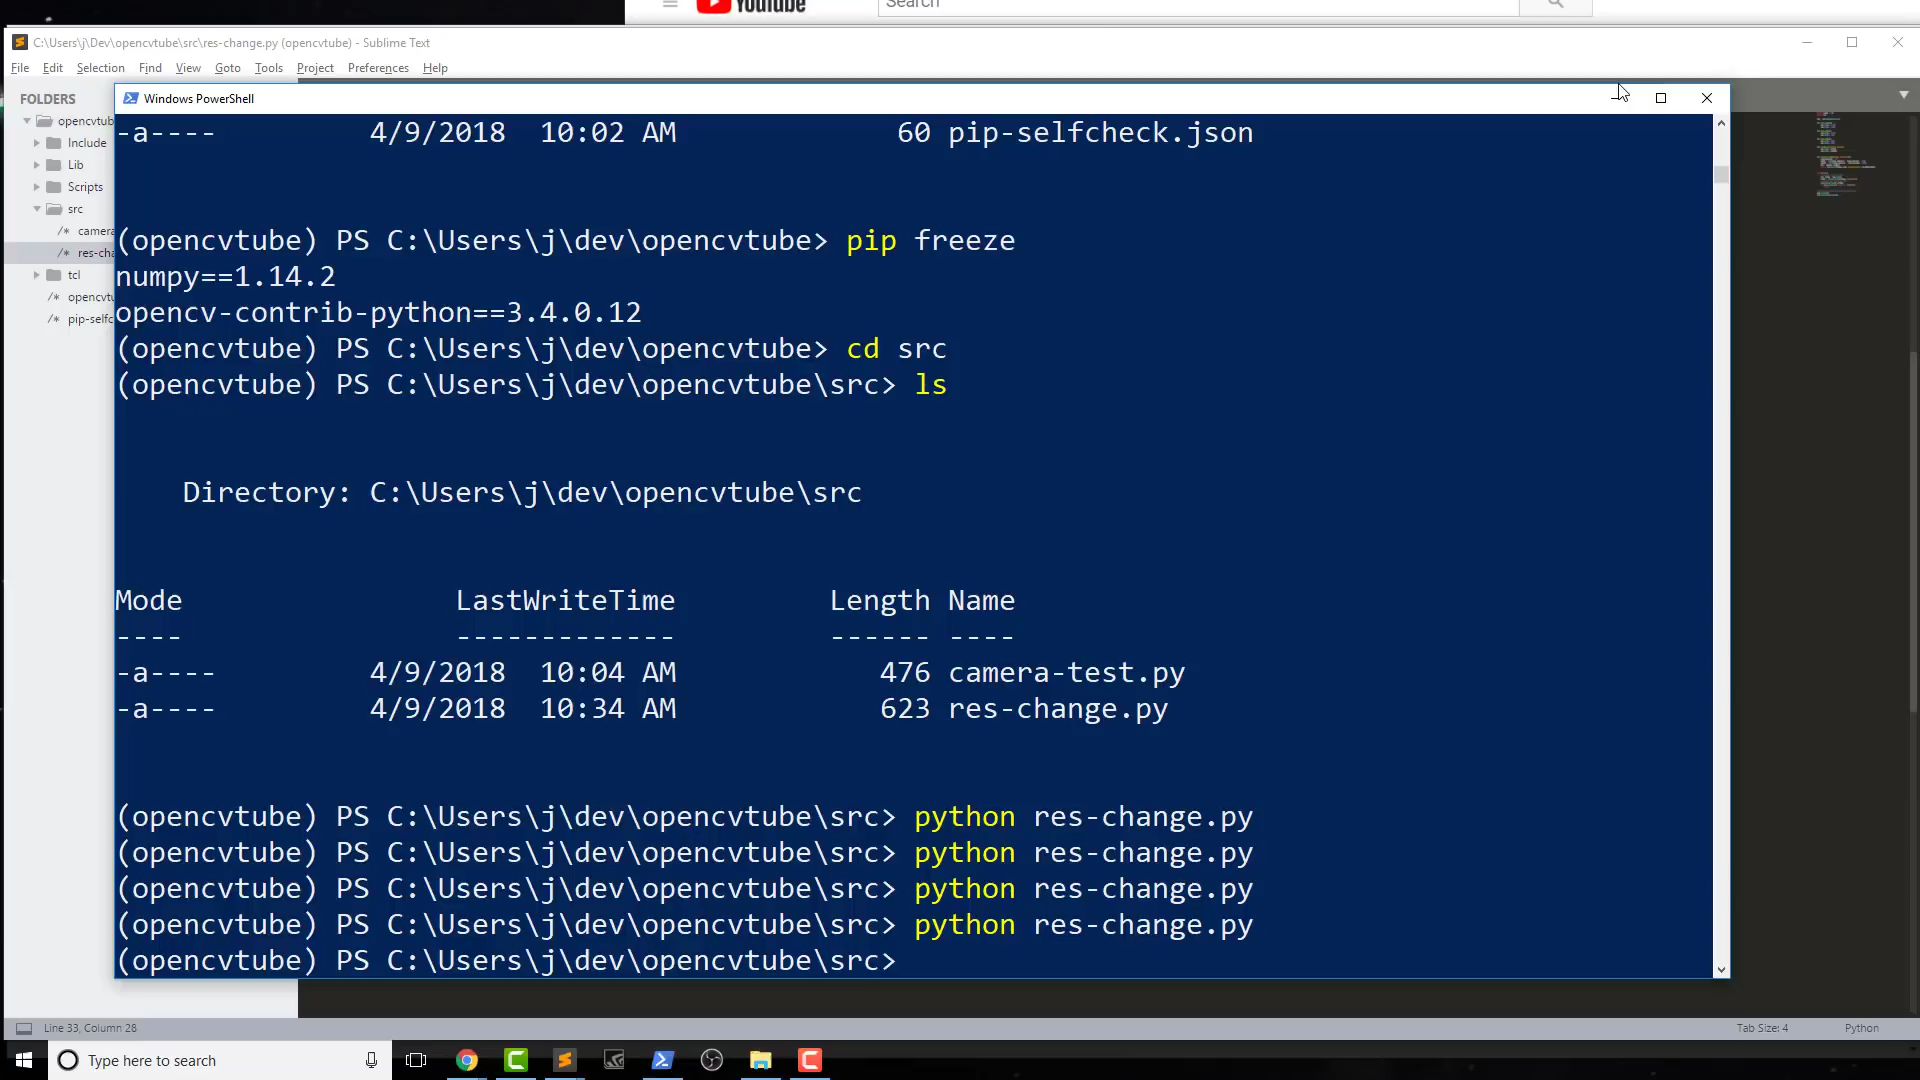 YouTube
Search
C:\Users\j\Dev\opencvtube\src\res-change.py (opencvtube) - Sublime Text
File Edit Selection Find View Goto Tools Project Preferences Help
FOLDERS
opencvtub
Include
Lib
Scripts
src
/* camera
/* res-cha
tcl
/* opencvtu
/* pip-selfc
Windows PowerShell
-a---- 4/9/2018 10:02 AM 60 pip-selfcheck.json
(opencvtube) PS C:\Users\j\dev\opencvtube> pip freeze
numpy==1.14.2
opencv-contrib-python==3.4.0.12
(opencvtube) PS C:\Users\j\dev\opencvtube> cd src
(opencvtube) PS C:\Users\j\dev\opencvtube\src> ls
Directory: C:\Users\j\dev\opencvtube\src
Mode LastWriteTime Length Name
---- ------------- ------ ----
-a---- 4/9/2018 10:04 AM 476 camera-test.py
-a---- 4/9/2018 10:34 AM 623 res-change.py
(opencvtube) PS C:\Users\j\dev\opencvtube\src> python res-change.py
(opencvtube) PS C:\Users\j\dev\opencvtube\src> python res-change.py
(opencvtube) PS C:\Users\j\dev\opencvtube\src> python res-change.py
(opencvtube) PS C:\Users\j\dev\opencvtube\src> python res-change.py
(opencvtube) PS C:\Users\j\dev\opencvtube\src>
Line 33, Column 28
Tab Size: 4
Python
Type here to search